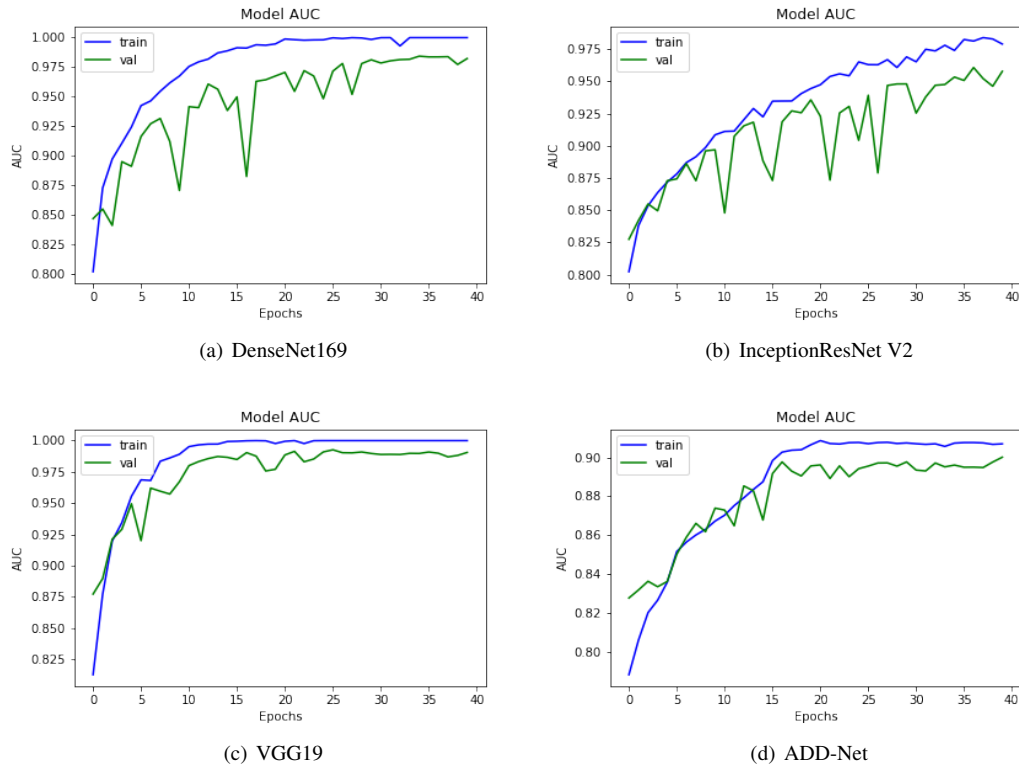 Model AUC
train
val
1.000
0.975
0.950
0.925
0.900
0.875
0.850
0.825
0.800
AUC
0 5 10 15 20 25 30 35 40
Epochs
(a) DenseNet169
Model AUC
train
val
0.975
0.950
0.925
0.900
0.875
0.850
0.825
0.800
AUC
0 5 10 15 20 25 30 35 40
Epochs
(b) InceptionResNet V2
Model AUC
train
val
1.000
0.975
0.950
0.925
0.900
0.875
0.850
0.825
AUC
0 5 10 15 20 25 30 35 40
Epochs
(c) VGG19
Model AUC
train
val
0.90
0.88
0.86
0.84
0.82
0.80
AUC
0 5 10 15 20 25 30 35 40
Epochs
(d) ADD-Net